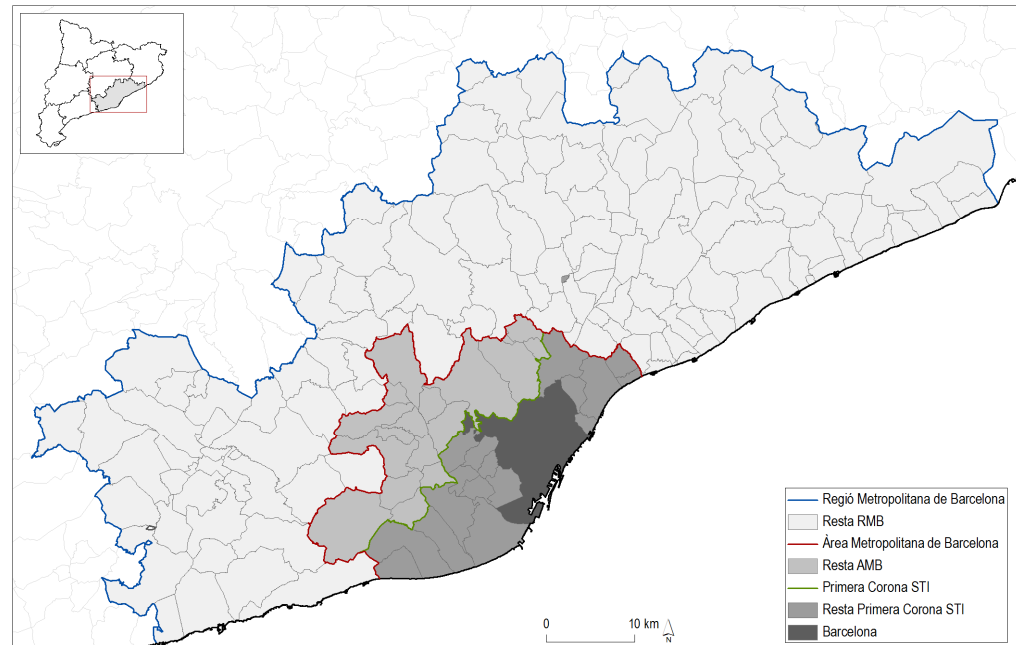 Regió Metropolitana de Barcelona
Resta RMB
Àrea Metropolitana de Barcelona
Resta AMB
Primera Corona STI
Resta Primera Corona STI
Barcelona
0 10 km
N